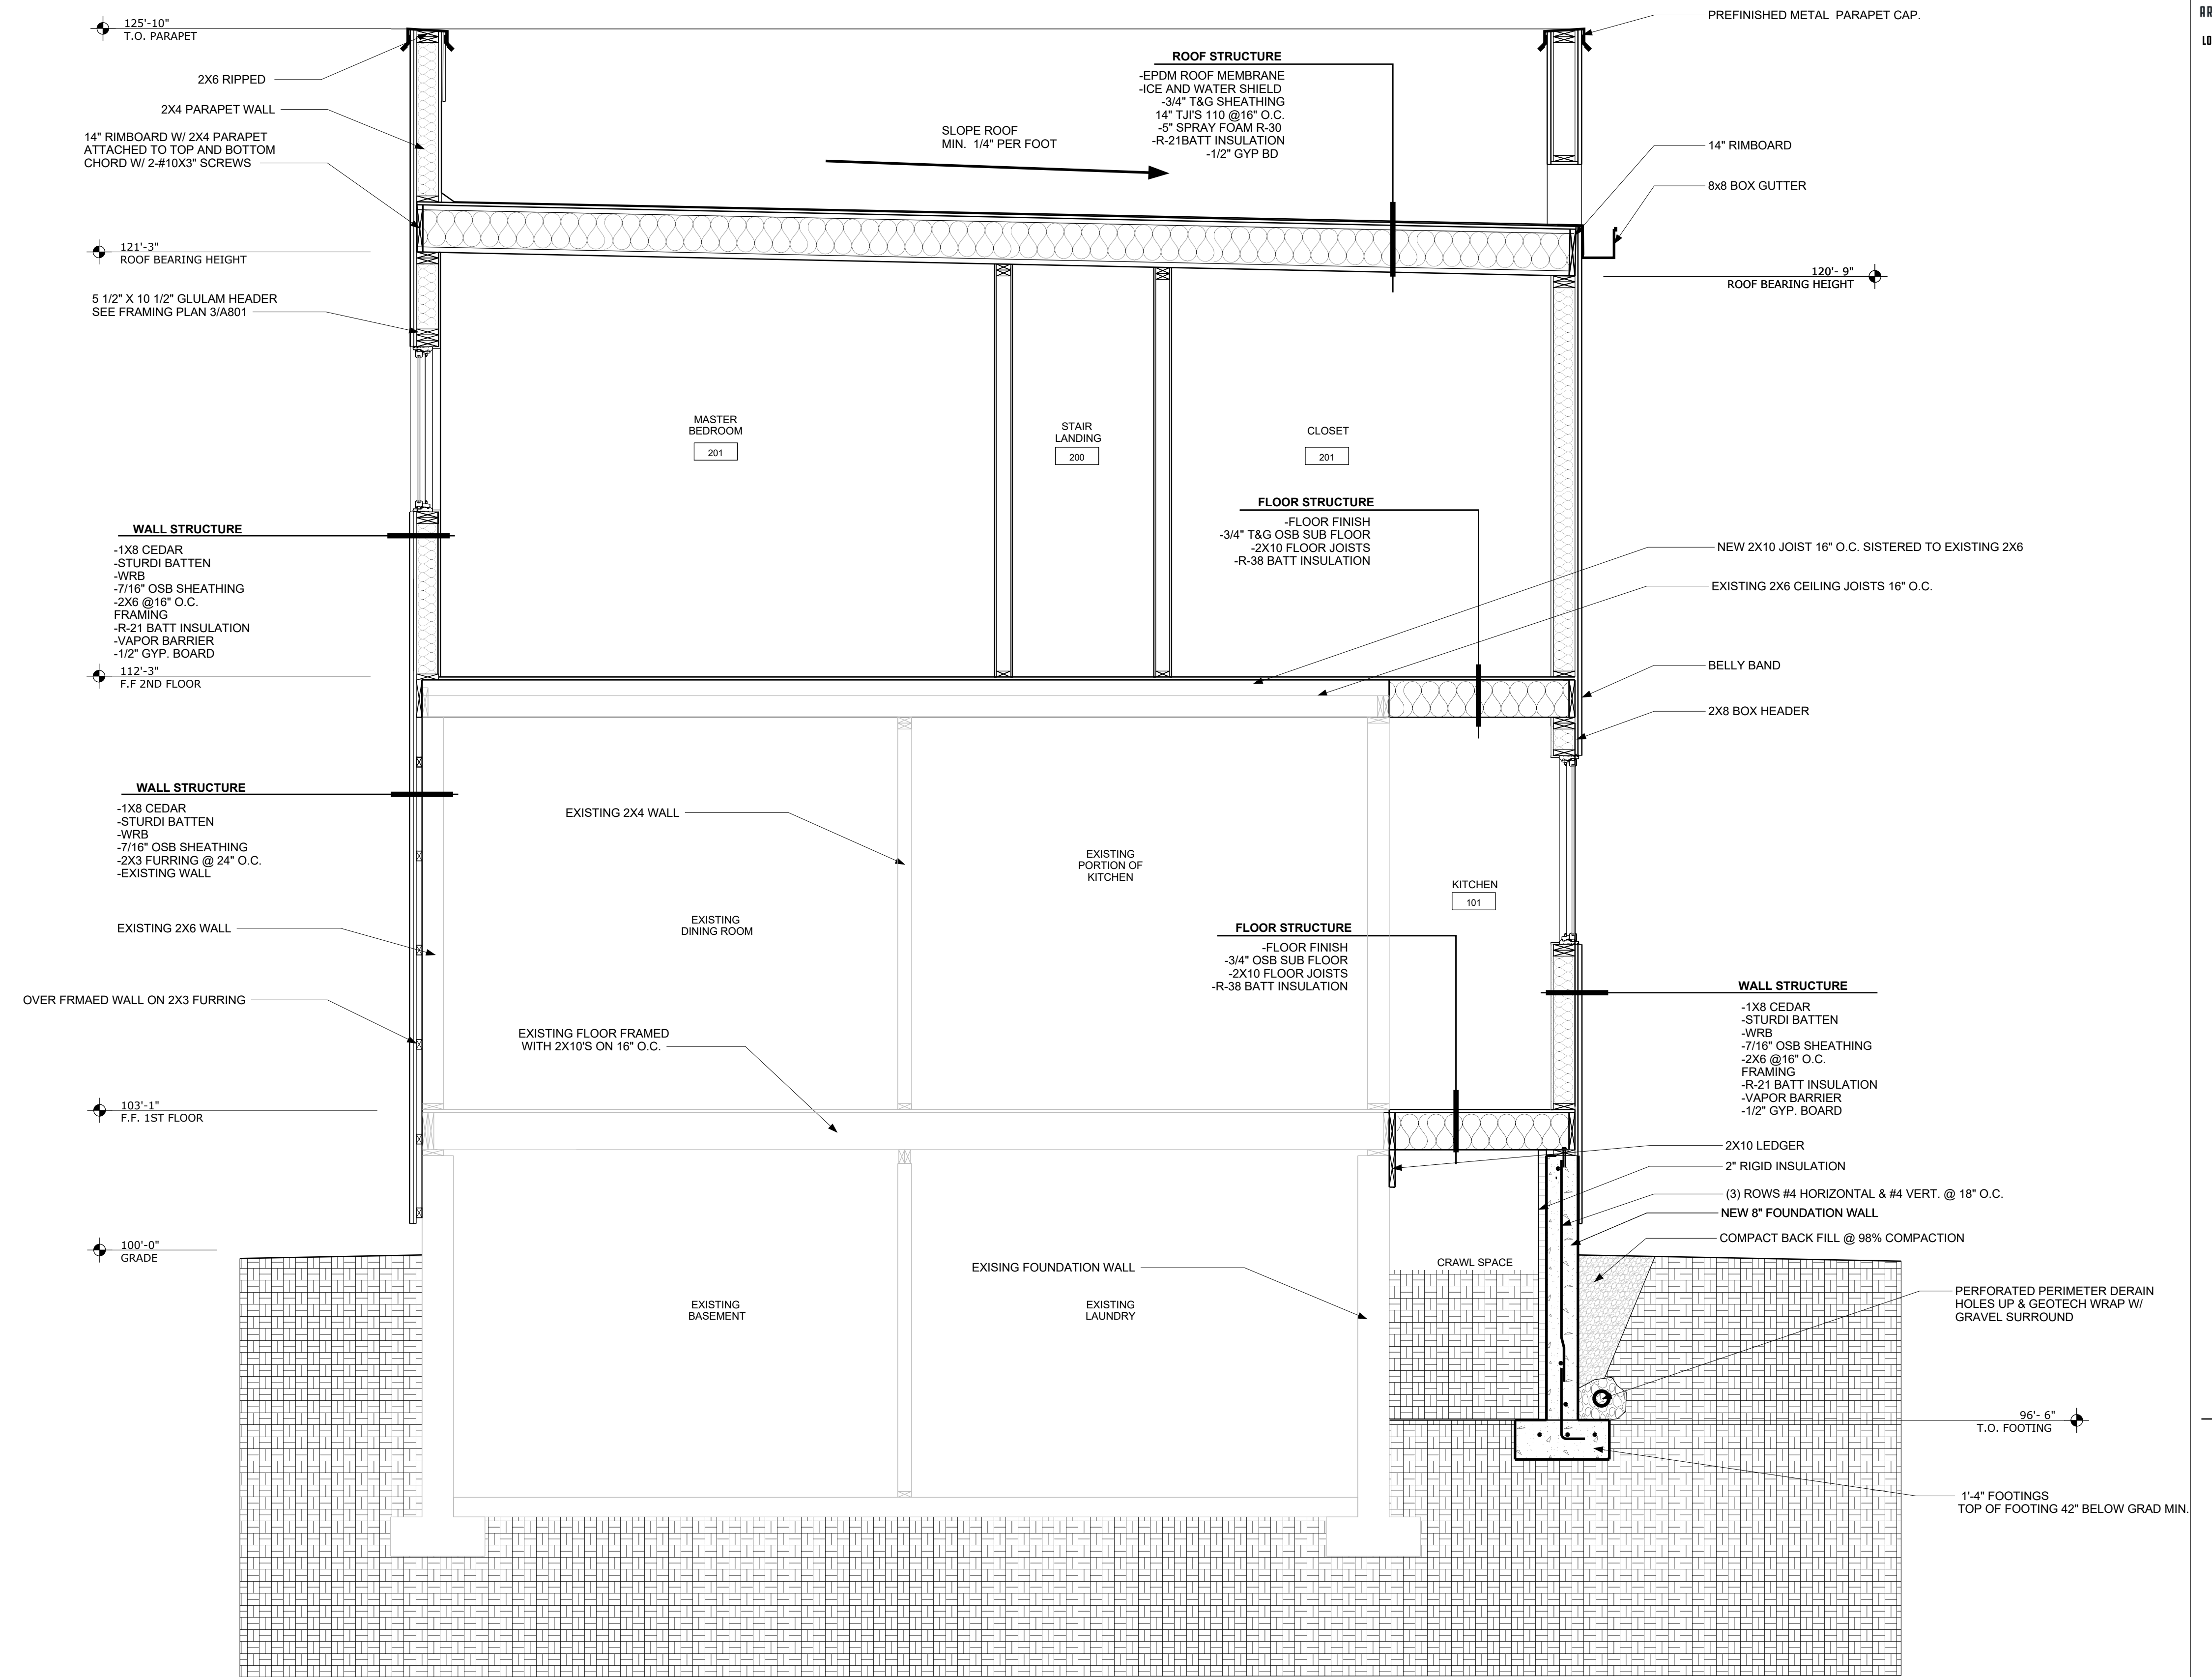 125'-10"
T.O. PARAPET
2X6 RIPPED
2X4 PARAPET WALL
14" RIMBOARD W/ 2X4 PARAPET
ATTACHED TO TOP AND BOTTOM
CHORD W/ 2-#10X3" SCREWS
121'-3"
ROOF BEARING HEIGHT
5 1/2" X 10 1/2" GLULAM HEADER
SEE FRAMING PLAN 3/A801
WALL STRUCTURE
-1X8 CEDAR
-STURDI BATTEN
-WRB
-7/16" OSB SHEATHING
-2X6 @16" O.C.
FRAMING
-R-21 BATT INSULATION
-VAPOR BARRIER
-1/2" GYP. BOARD
112'-3"
F.F 2ND FLOOR
WALL STRUCTURE
-1X8 CEDAR
-STURDI BATTEN
-WRB
-7/16" OSB SHEATHING
-2X3 FURRING @ 24" O.C.
-EXISTING WALL
EXISTING 2X6 WALL
OVER FRMAED WALL ON 2X3 FURRING
103'-1"
F.F. 1ST FLOOR
100'-0"
GRADE
SLOPE ROOF
MIN. 1/4" PER FOOT
ROOF STRUCTURE
-EPDM ROOF MEMBRANE
-ICE AND WATER SHIELD
-3/4" T&G SHEATHING
14" TJI'S 110 @16" O.C.
-5" SPRAY FOAM R-30
-R-21BATT INSULATION
-1/2" GYP BD
MASTER
BEDROOM
201
STAIR
LANDING
200
CLOSET
201
FLOOR STRUCTURE
-FLOOR FINISH
-3/4" T&G OSB SUB FLOOR
-2X10 FLOOR JOISTS
-R-38 BATT INSULATION
EXISTING 2X4 WALL
EXISTING
PORTION OF
KITCHEN
KITCHEN
101
EXISTING
DINING ROOM
FLOOR STRUCTURE
-FLOOR FINISH
-3/4" OSB SUB FLOOR
-2X10 FLOOR JOISTS
-R-38 BATT INSULATION
EXISTING FLOOR FRAMED
WITH 2X10'S ON 16" O.C.
EXISING FOUNDATION WALL
CRAWL SPACE
EXISTING
BASEMENT
EXISTING
LAUNDRY
PREFINISHED METAL PARAPET CAP.
14" RIMBOARD
8x8 BOX GUTTER
120'- 9"
ROOF BEARING HEIGHT
NEW 2X10 JOIST 16" O.C. SISTERED TO EXISTING 2X6
EXISTING 2X6 CEILING JOISTS 16" O.C.
BELLY BAND
2X8 BOX HEADER
WALL STRUCTURE
-1X8 CEDAR
-STURDI BATTEN
-WRB
-7/16" OSB SHEATHING
-2X6 @16" O.C.
FRAMING
-R-21 BATT INSULATION
-VAPOR BARRIER
-1/2" GYP. BOARD
2X10 LEDGER
2" RIGID INSULATION
(3) ROWS #4 HORIZONTAL & #4 VERT. @ 18" O.C.
NEW 8" FOUNDATION WALL
COMPACT BACK FILL @ 98% COMPACTION
PERFORATED PERIMETER DERAIN
HOLES UP & GEOTECH WRAP W/
GRAVEL SURROUND
96'- 6"
T.O. FOOTING
1'-4" FOOTINGS
TOP OF FOOTING 42" BELOW GRAD MIN.